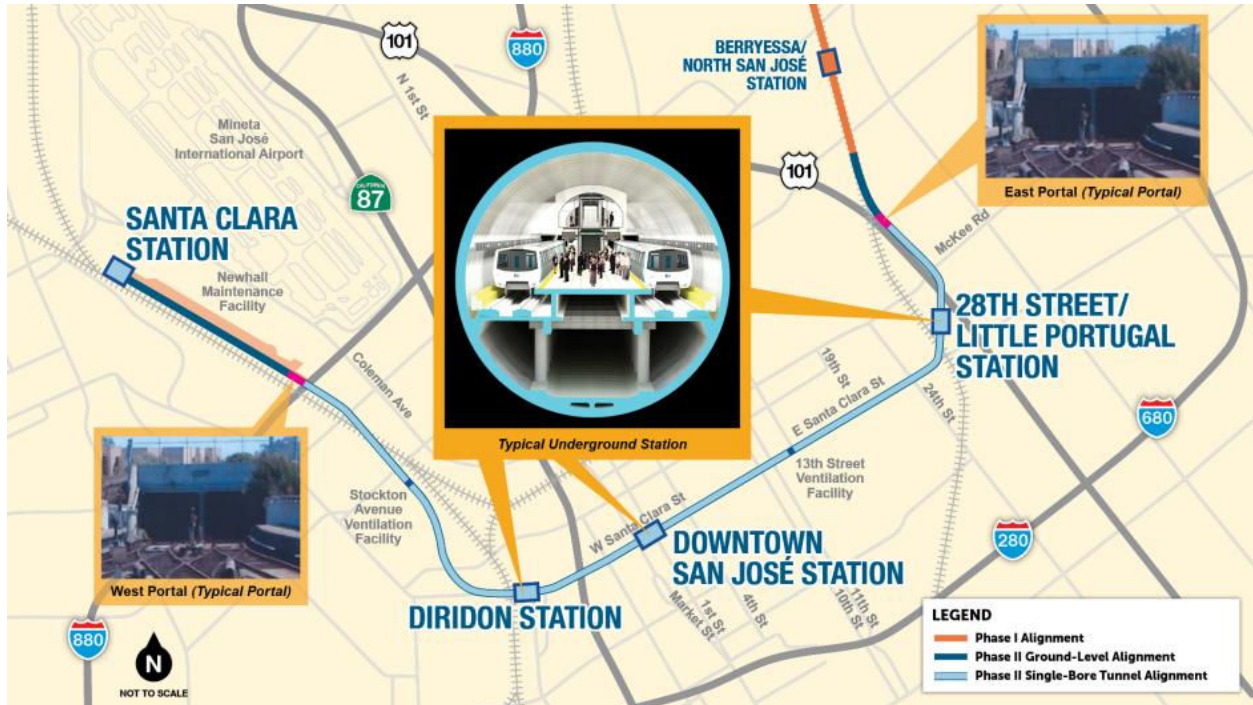 101
N 1st St
880
BERRYESSA/
NORTH SAN JOSÉ
STATION
East Portal (Typical Portal)
Mineta
San José
International Airport
CALIFORNIA
87
101
McKee Rd
SANTA CLARA
STATION
Newhall
Maintenance
Facility
Coleman Ave
Typical Underground Station
28TH STREET/
LITTLE PORTUGAL
STATION
19th St
24th St
E Santa Clara St
680
13th Street
Ventilation
Facility
Stockton
Avenue
Ventilation
Facility
W Santa Clara St
280
DOWNTOWN
SAN JOSÉ STATION
West Portal (Typical Portal)
DIRIDON STATION
Market St
1st St
4th St
10th St
11th St
880
N
NOT TO SCALE
LEGEND
Phase I Alignment
Phase II Ground-Level Alignment
Phase II Single-Bore Tunnel Alignment